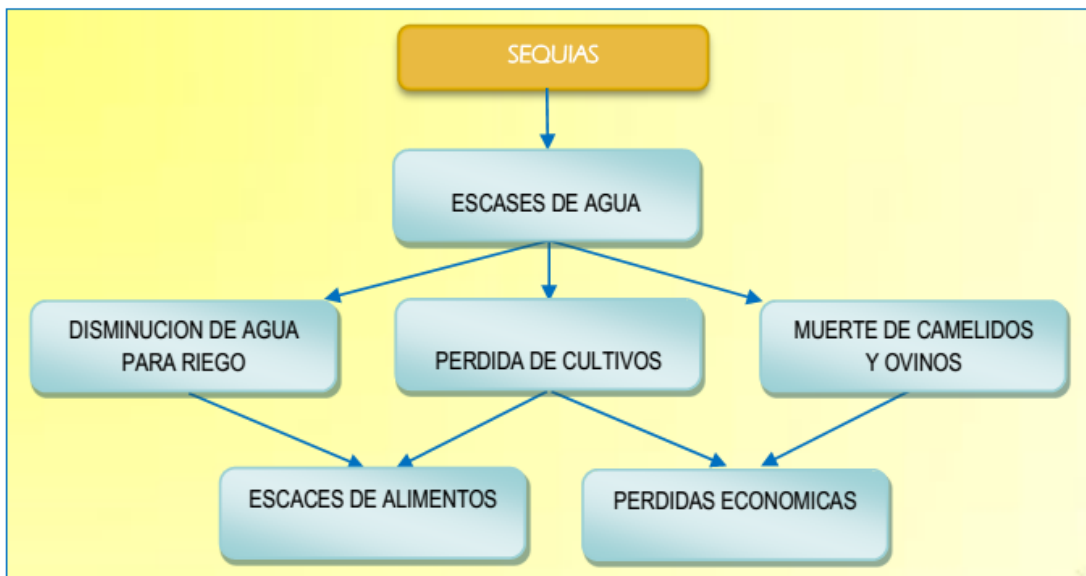 SEQUIAS
ESCASES DE AGUA
DISMINUCION DE AGUA
PARA RIEGO
PERDIDA DE CULTIVOS
MUERTE DE CAMELIDOS
Y OVINOS
ESCACES DE ALIMENTOS
PERDIDAS ECONOMICAS